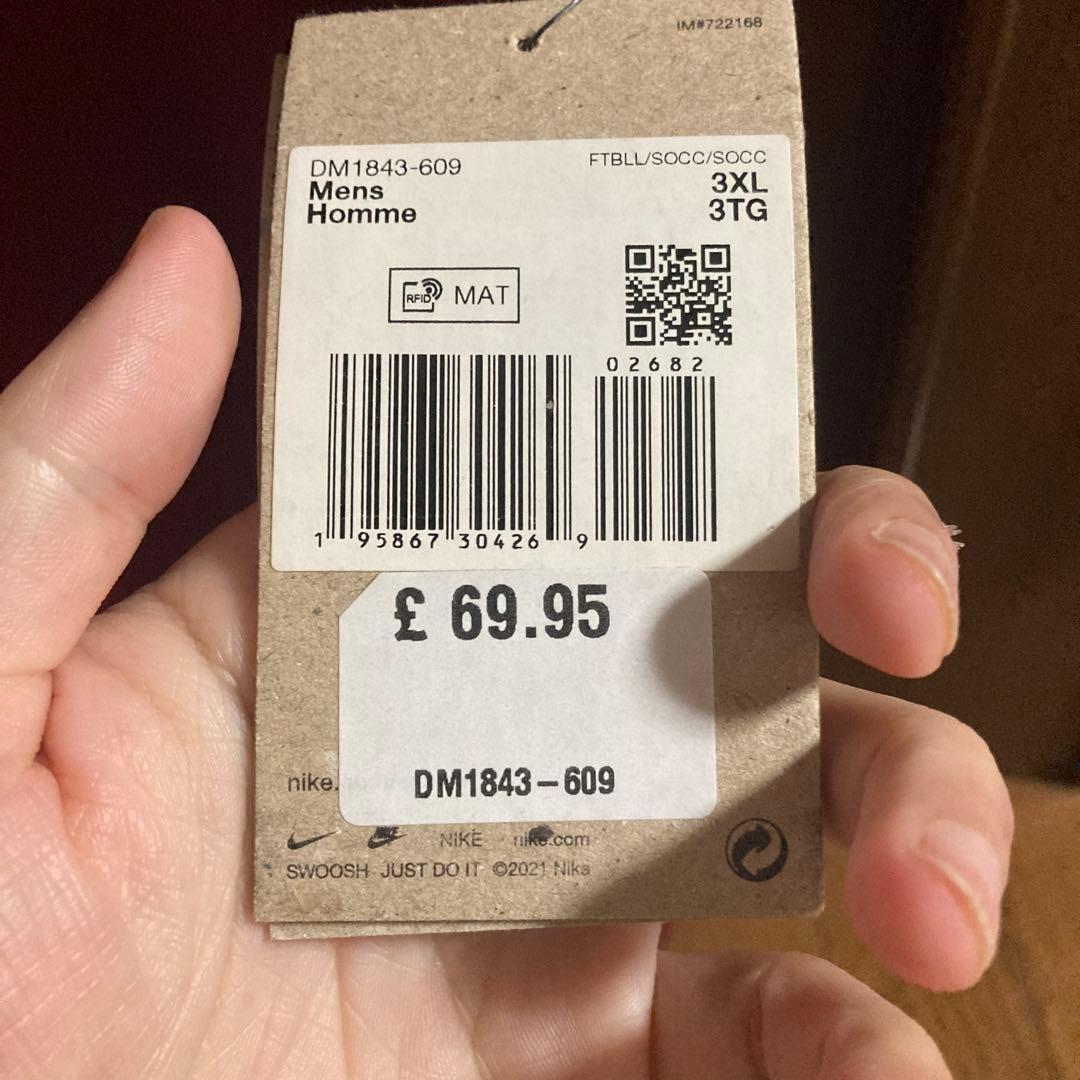 IM#722168
DM1843-609
FTBLL/SOCC/SOCC
Mens
3XL
Homme
3TG
RFID MAT
02682
1 95867 30426 9
£ 69.95
nike.
DM1843-609
NIKE nike.com
SWOOSH JUST DO IT ©2021 Nike